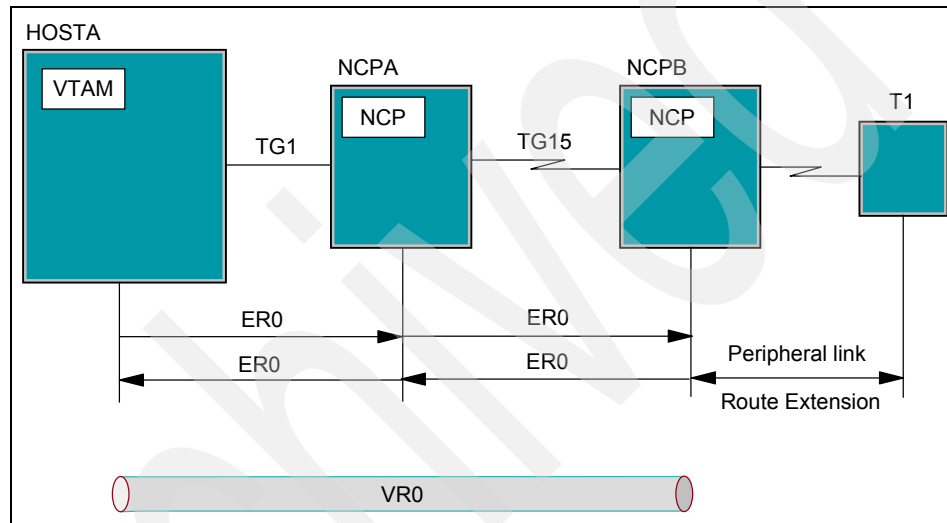 HOSTA
VTAM
NCPA
NCP
NCPB
NCP
T1
TG1
TG15
ER0
ER0
ER0
ER0
Peripheral link
Route Extension
VR0